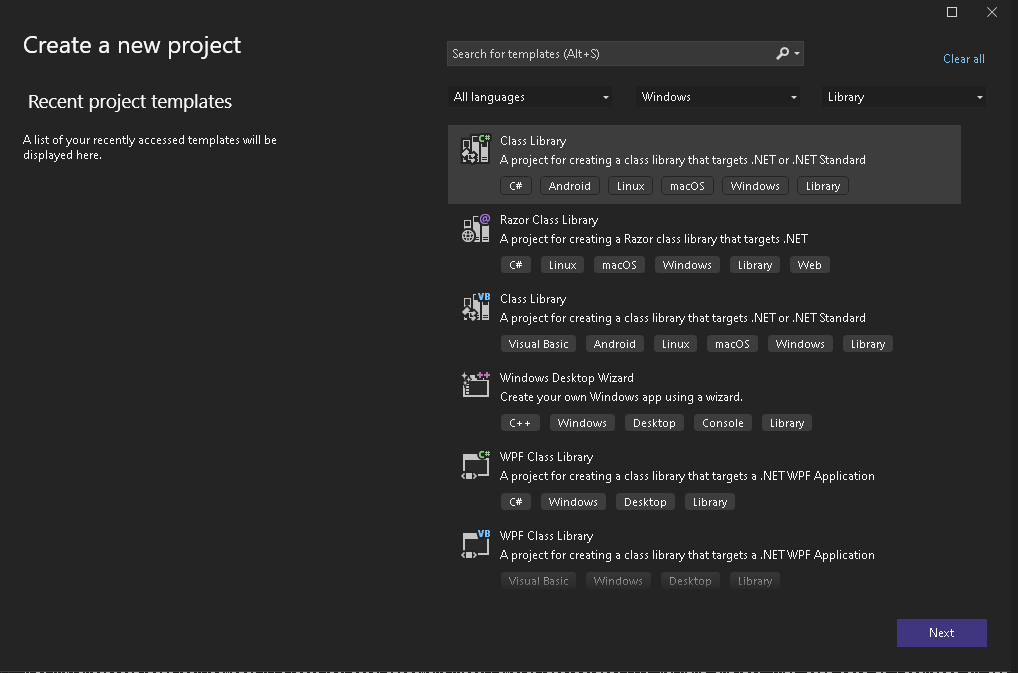 Create a new project
Recent project templates
A list of your recently accessed templates will be
displayed here.
Search for templates (Alt+S)
Clear all
All languages
Windows
Library
C#
Class Library
A project for creating a class library that targets .NET or .NET Standard
C# Android Linux macOS Windows Library
@
Razor Class Library
A project for creating a Razor class library that targets .NET
C# Linux macOS Windows Library Web
VB
Class Library
A project for creating a class library that targets .NET or .NET Standard
Visual Basic Android Linux macOS Windows Library
++
Windows Desktop Wizard
Create your own Windows app using a wizard.
C++ Windows Desktop Console Library
C#
WPF Class Library
A project for creating a class library that targets a .NET WPF Application
C# Windows Desktop Library
VB
WPF Class Library
A project for creating a class library that targets a .NET WPF Application
Visual Basic Windows Desktop Library
Next